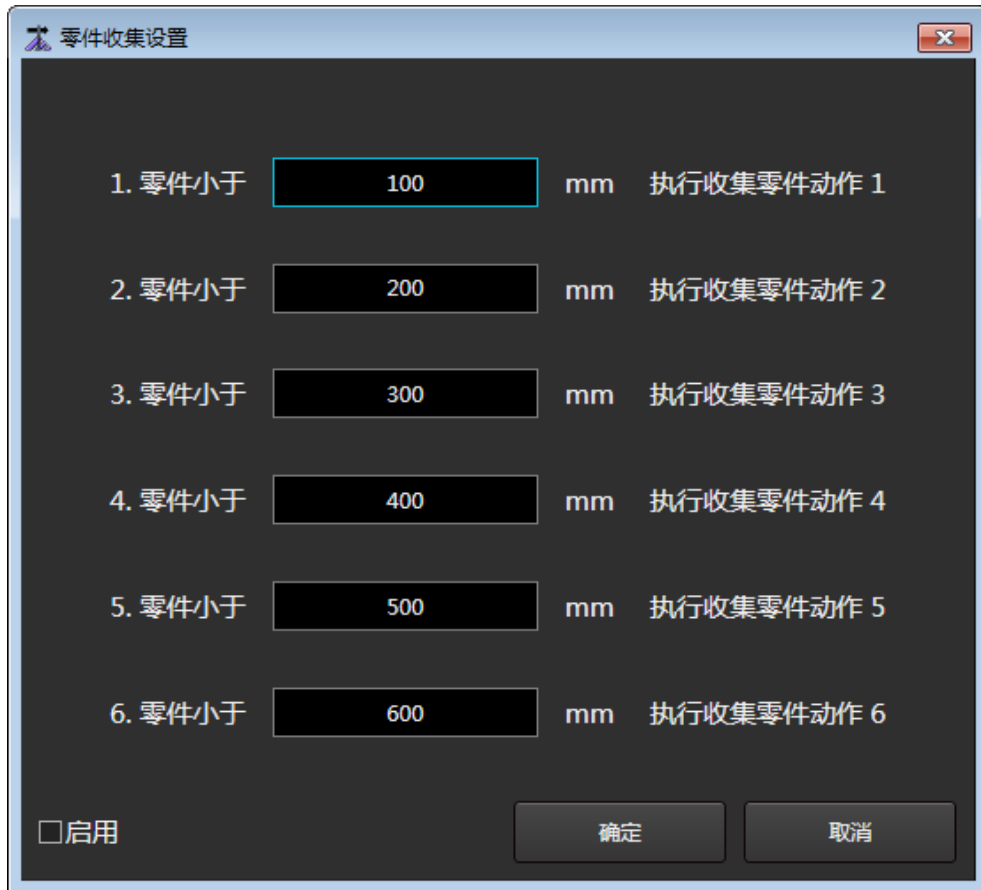 零件收集设置
1. 零件小于 100 mm 执行收集零件动作 1
2. 零件小于 200 mm 执行收集零件动作 2
3. 零件小于 300 mm 执行收集零件动作 3
4. 零件小于 400 mm 执行收集零件动作 4
5. 零件小于 500 mm 执行收集零件动作 5
6. 零件小于 600 mm 执行收集零件动作 6
启用 确定 取消